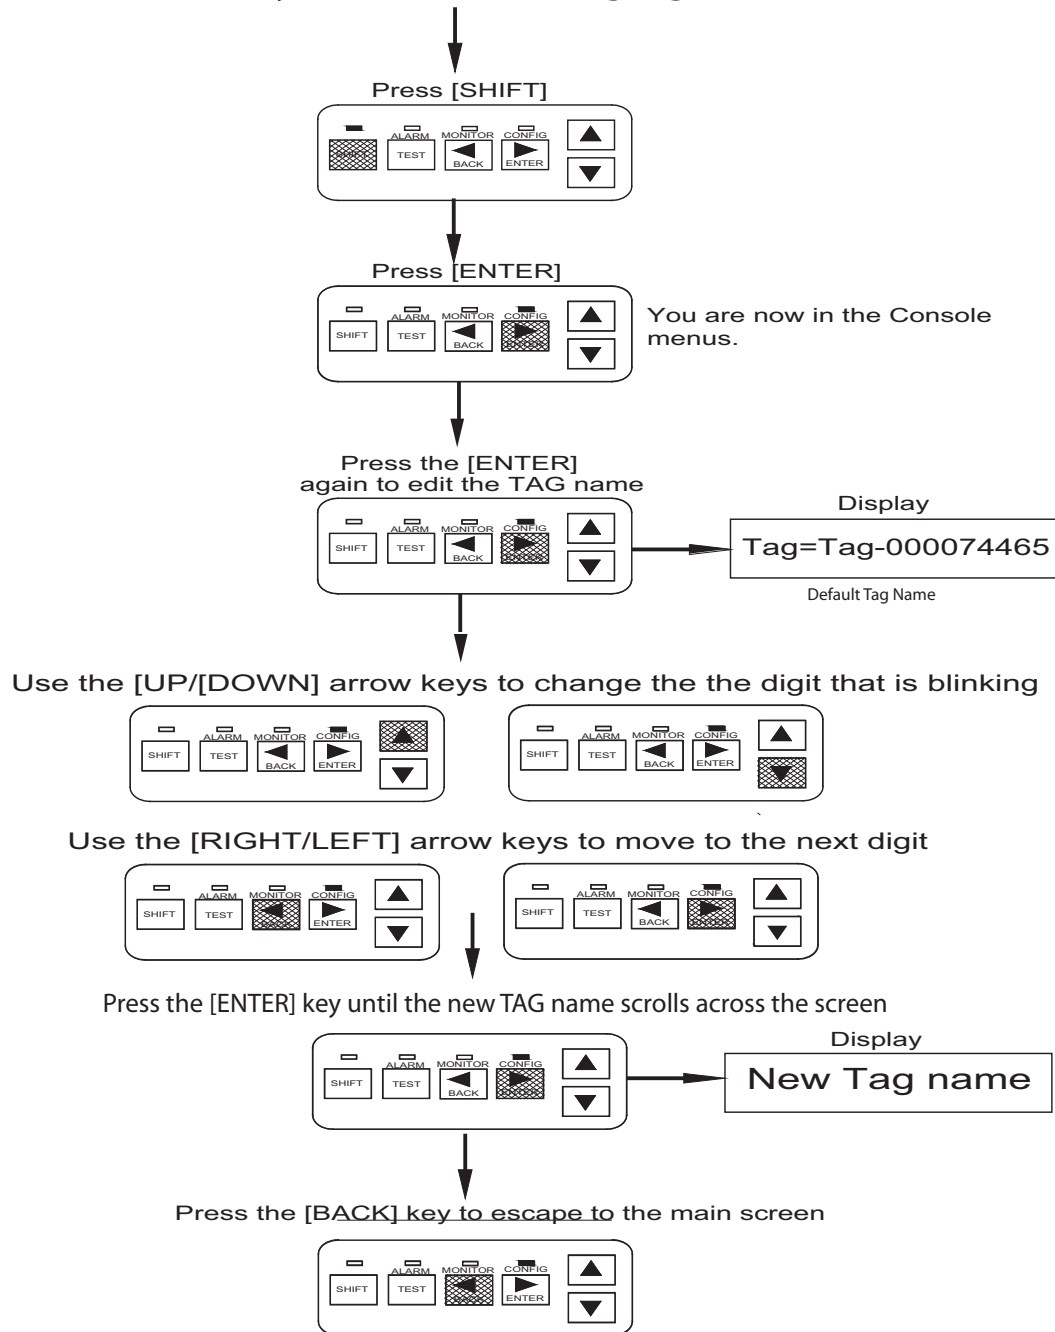 Press [SHIFT]
ALARM MONITOR CONFIG
SHIFT TEST BACK ENTER
Press [ENTER]
ALARM MONITOR CONFIG
SHIFT TEST BACK ENTER
You are now in the Console
menus.
Press the [ENTER]
again to edit the TAG name
ALARM MONITOR CONFIG
SHIFT TEST BACK ENTER
Display
Tag=Tag-000074465
Default Tag Name
Use the [UP/[DOWN] arrow keys to change the the digit that is blinking
ALARM MONITOR CONFIG
SHIFT TEST BACK ENTER
ALARM MONITOR CONFIG
SHIFT TEST BACK ENTER
Use the [RIGHT/LEFT] arrow keys to move to the next digit
ALARM MONITOR CONFIG
SHIFT TEST BACK ENTER
ALARM MONITOR CONFIG
SHIFT TEST BACK ENTER
Press the [ENTER] key until the new TAG name scrolls across the screen
ALARM MONITOR CONFIG
SHIFT TEST BACK ENTER
Display
New Tag name
Press the [BACK] key to escape to the main screen
ALARM MONITOR CONFIG
SHIFT TEST BACK ENTER